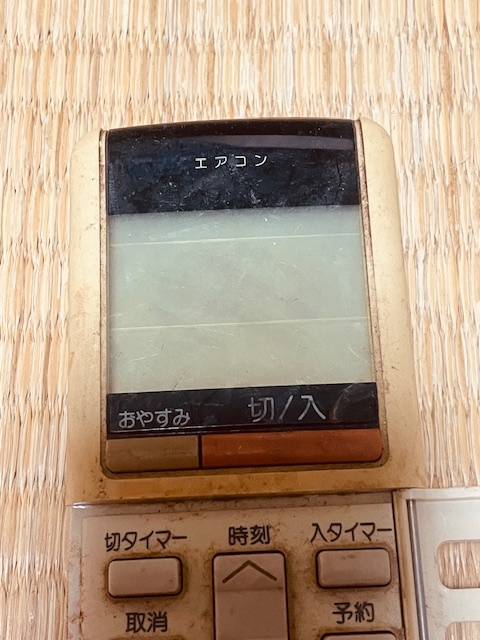 エアコン
おやすみ 切/入
切タイマー 時刻 入タイマー
取消 予約